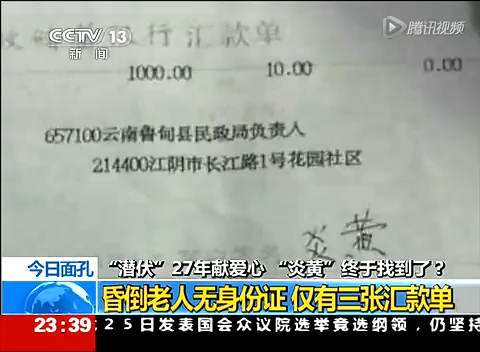 CCTV 13
新闻
腾讯视频
行汇款单
1000.00 10.00 0.00
657100云南鲁甸县民政局负责人
214400江阴市长江路1号花园社区
炎黄
今日面孔
“潜伏”27年献爱心 “炎黄”终于找到了?
昏倒老人无身份证 仅有三张汇款单
23:39
25日发表国会众议院选举竞选纲领,仍坚持